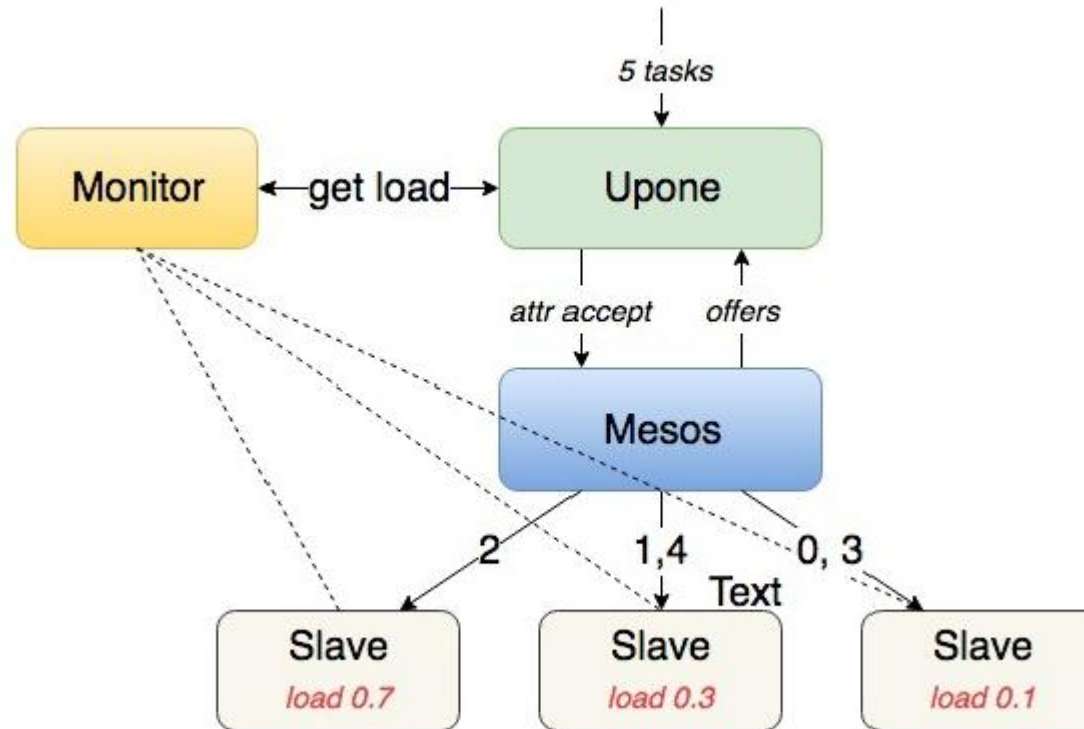 5 tasks
Monitor
get load
Upone
attr accept
offers
Mesos
2
1,4
0, 3
Text
Slave
load 0.7
Slave
load 0.3
Slave
load 0.1